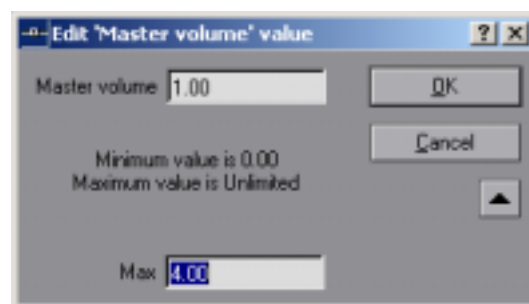 Edit 'Master volume' value
Master volume 1.00
OK
Cancel
Minimum value is 0.00
Maximum value is Unlimited
Max 4.00